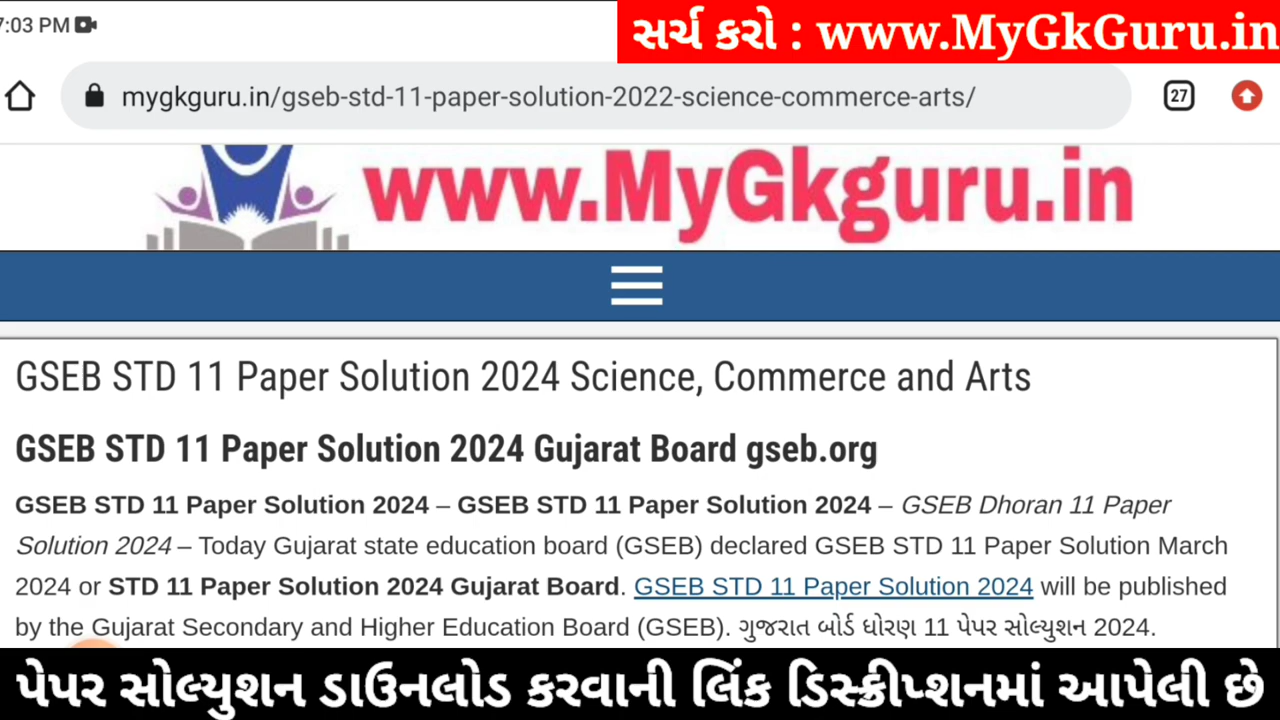 7:03 PM
સર્ચ કરો : www.MyGkGuru.in
mygkguru.in/gseb-std-11-paper-solution-2022-science-commerce-arts/
27
www.MyGkguru.in
GSEB STD 11 Paper Solution 2024 Science, Commerce and Arts
GSEB STD 11 Paper Solution 2024 Gujarat Board gseb.org
GSEB STD 11 Paper Solution 2024 – GSEB STD 11 Paper Solution 2024 – GSEB Dhoran 11 Paper
Solution 2024 – Today Gujarat state education board (GSEB) declared GSEB STD 11 Paper Solution March
2024 or STD 11 Paper Solution 2024 Gujarat Board. GSEB STD 11 Paper Solution 2024 will be published
by the Gujarat Secondary and Higher Education Board (GSEB). ગુજરાત બોર્ડ ધોરણ 11 પેપર સોલ્યુશન 2024.
પેપર સોલ્યુશન ડાઉનલોડ કરવાની લિંક ડિસ્ક્રીપ્શનમાં આપેલી છે